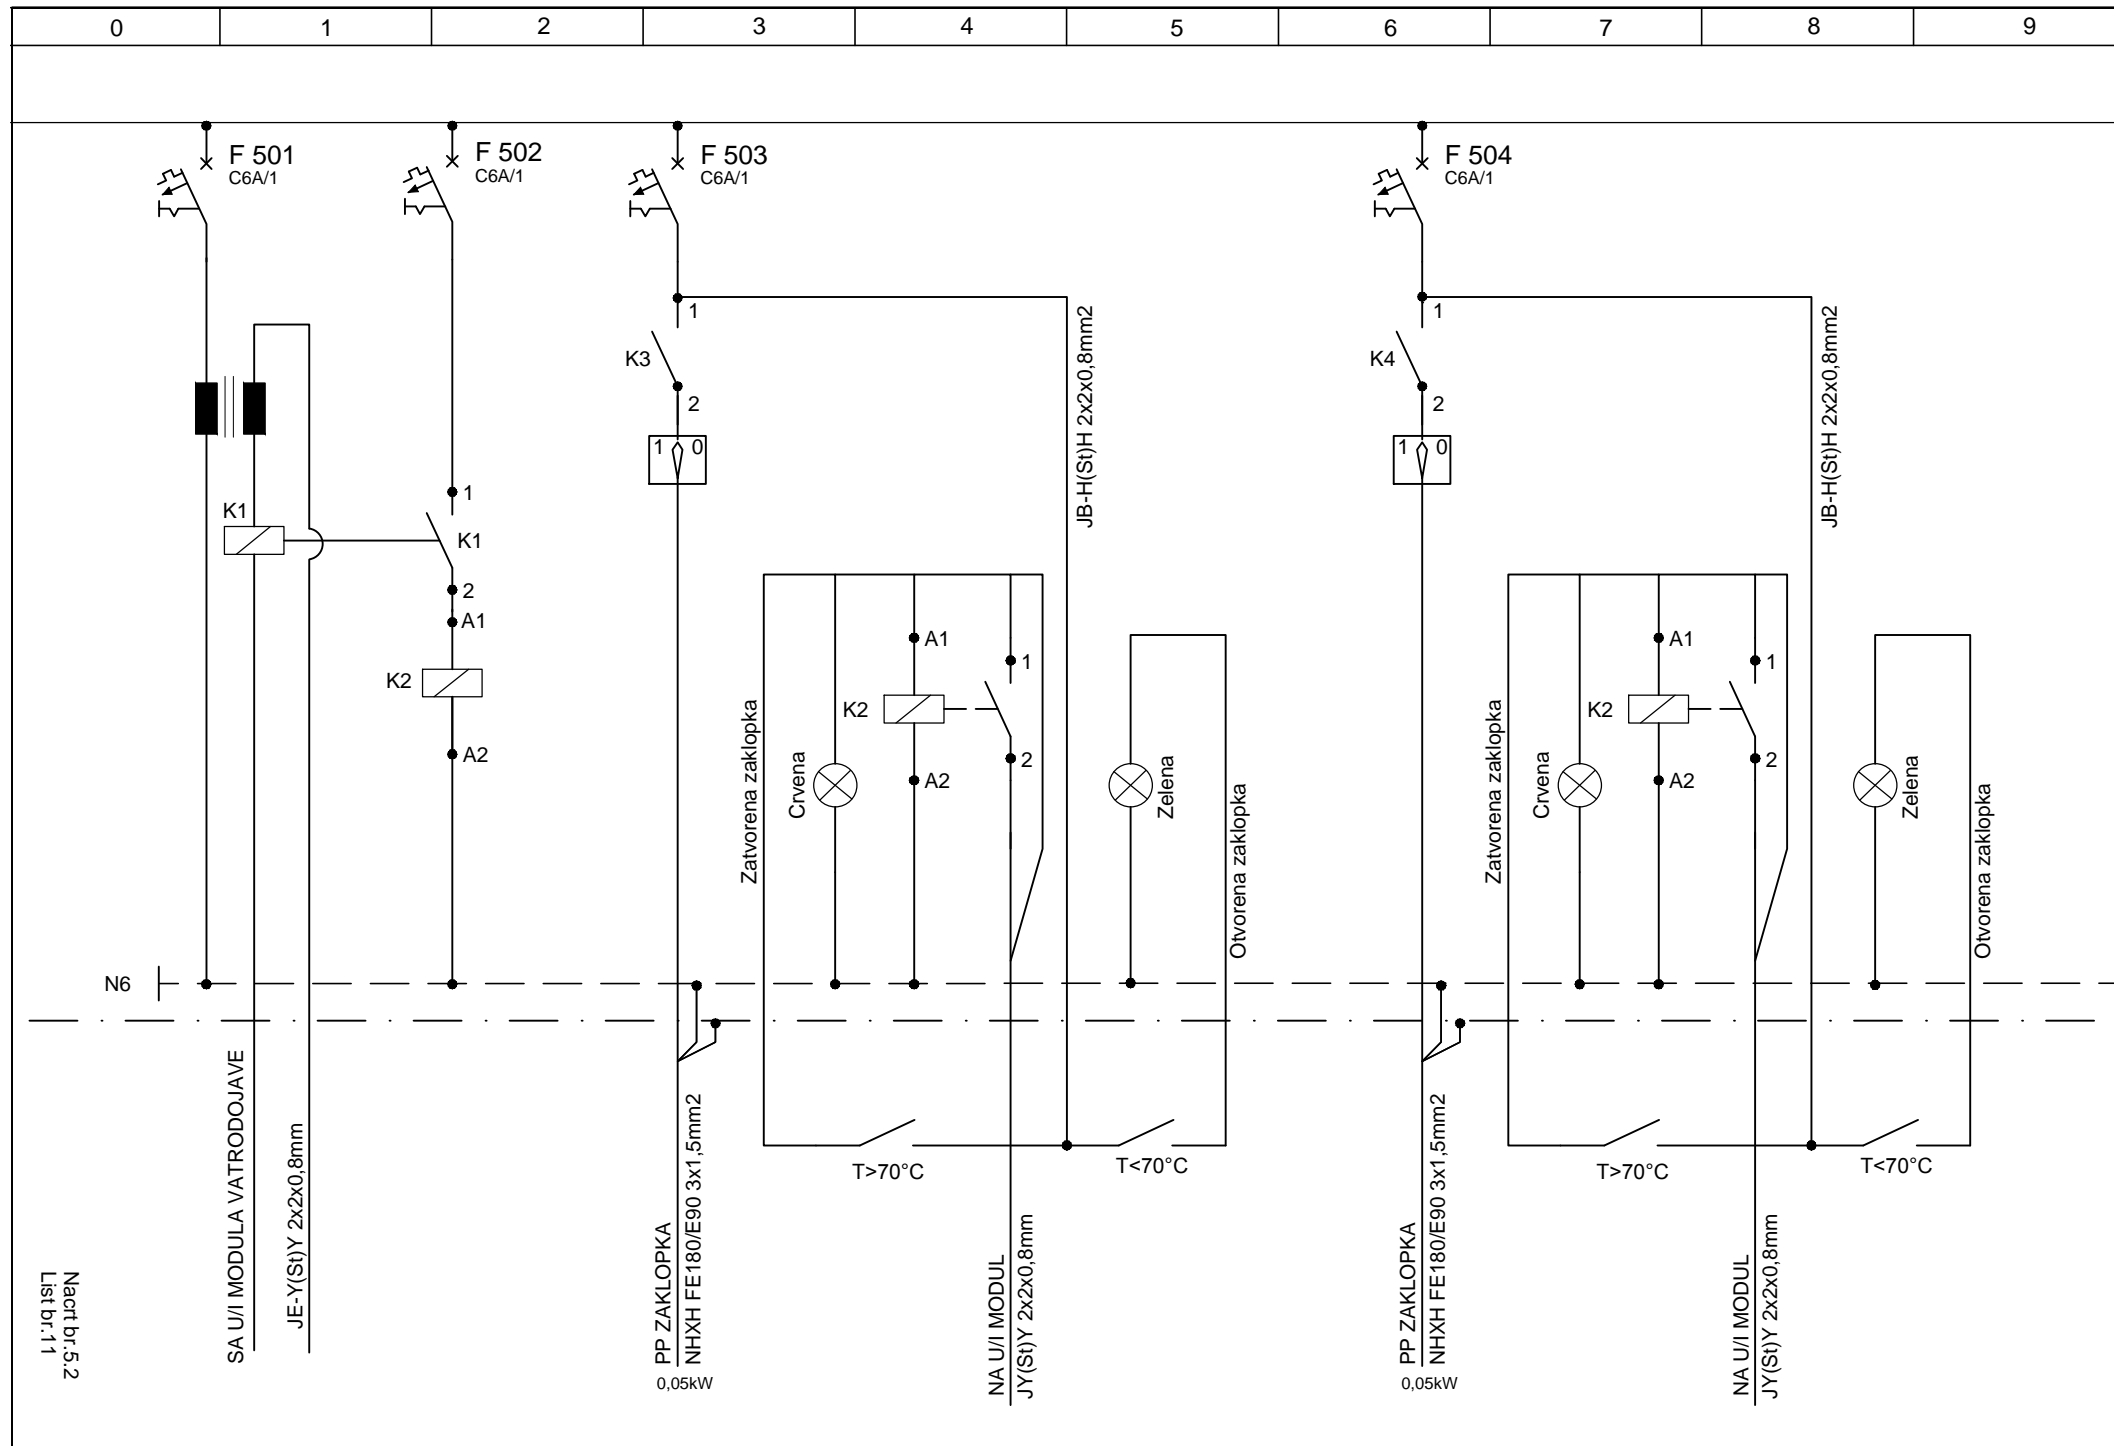 0 1 2 3 4 5 6 7 8 9
F 501
C6A/1
F 502
C6A/1
F 503
C6A/1
F 504
C6A/1
K1
1
K1
2
A1
K2
A2
1
K3
2
1 0
JB-H(St)H 2x2x0,8mm2
Zatvorena zaklopka
Crvena
A1
K2
A2
1
2
Zelena
Otvorena zaklopka
1
K4
2
1 0
JB-H(St)H 2x2x0,8mm2
Zatvorena zaklopka
Crvena
A1
K2
A2
1
2
Zelena
Otvorena zaklopka
N6
SA U/I MODULA VATRODOJAVE
JE-Y(St)Y 2x2x0,8mm
PP ZAKLOPKA
NHXH FE180/E90 3x1,5mm2
0,05kW
T>70°C
T<70°C
NA U/I MODUL
JY(St)Y 2x2x0,8mm
PP ZAKLOPKA
NHXH FE180/E90 3x1,5mm2
0,05kW
T>70°C
T<70°C
NA U/I MODUL
JY(St)Y 2x2x0,8mm
Nacrt br.5.2
List br.11